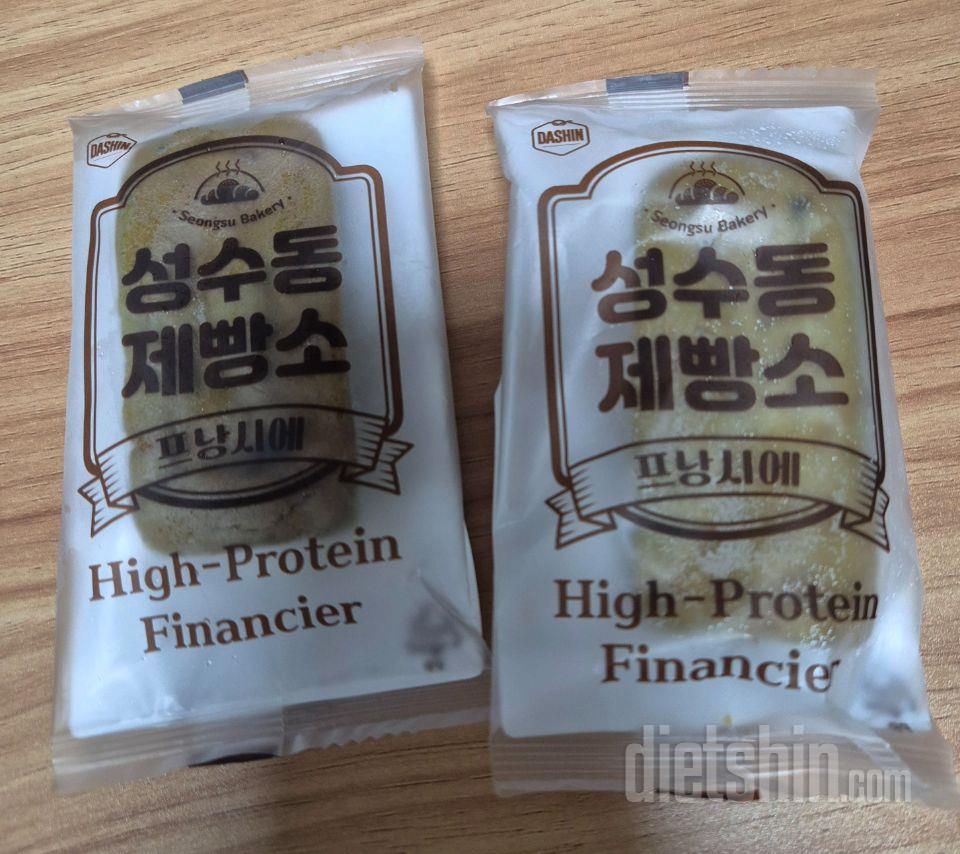 DASHIN
Seongsu Bakery
성수동
제빵소
프낭시에
High-Protein
Financier
DASHIN
Seongsu Bakery
성수동
제빵소
프낭시에
High-Protein
Financier
dietshin.com